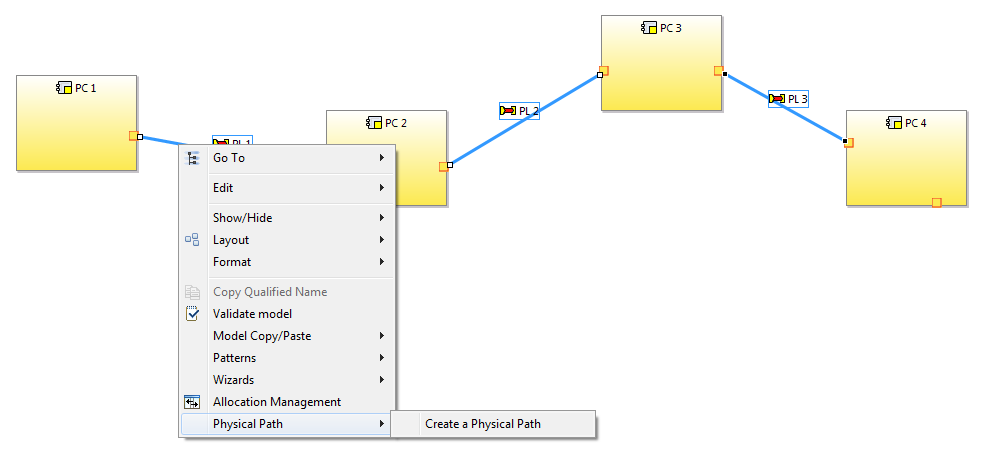 PC 3
PC 1
PL 2
PL 3
PC 2
PC 4
PL 1
Go To
Edit
Show/Hide
Layout
Format
Copy Qualified Name
Validate model
Model Copy/Paste
Patterns
Wizards
Allocation Management
Physical Path
Create a Physical Path